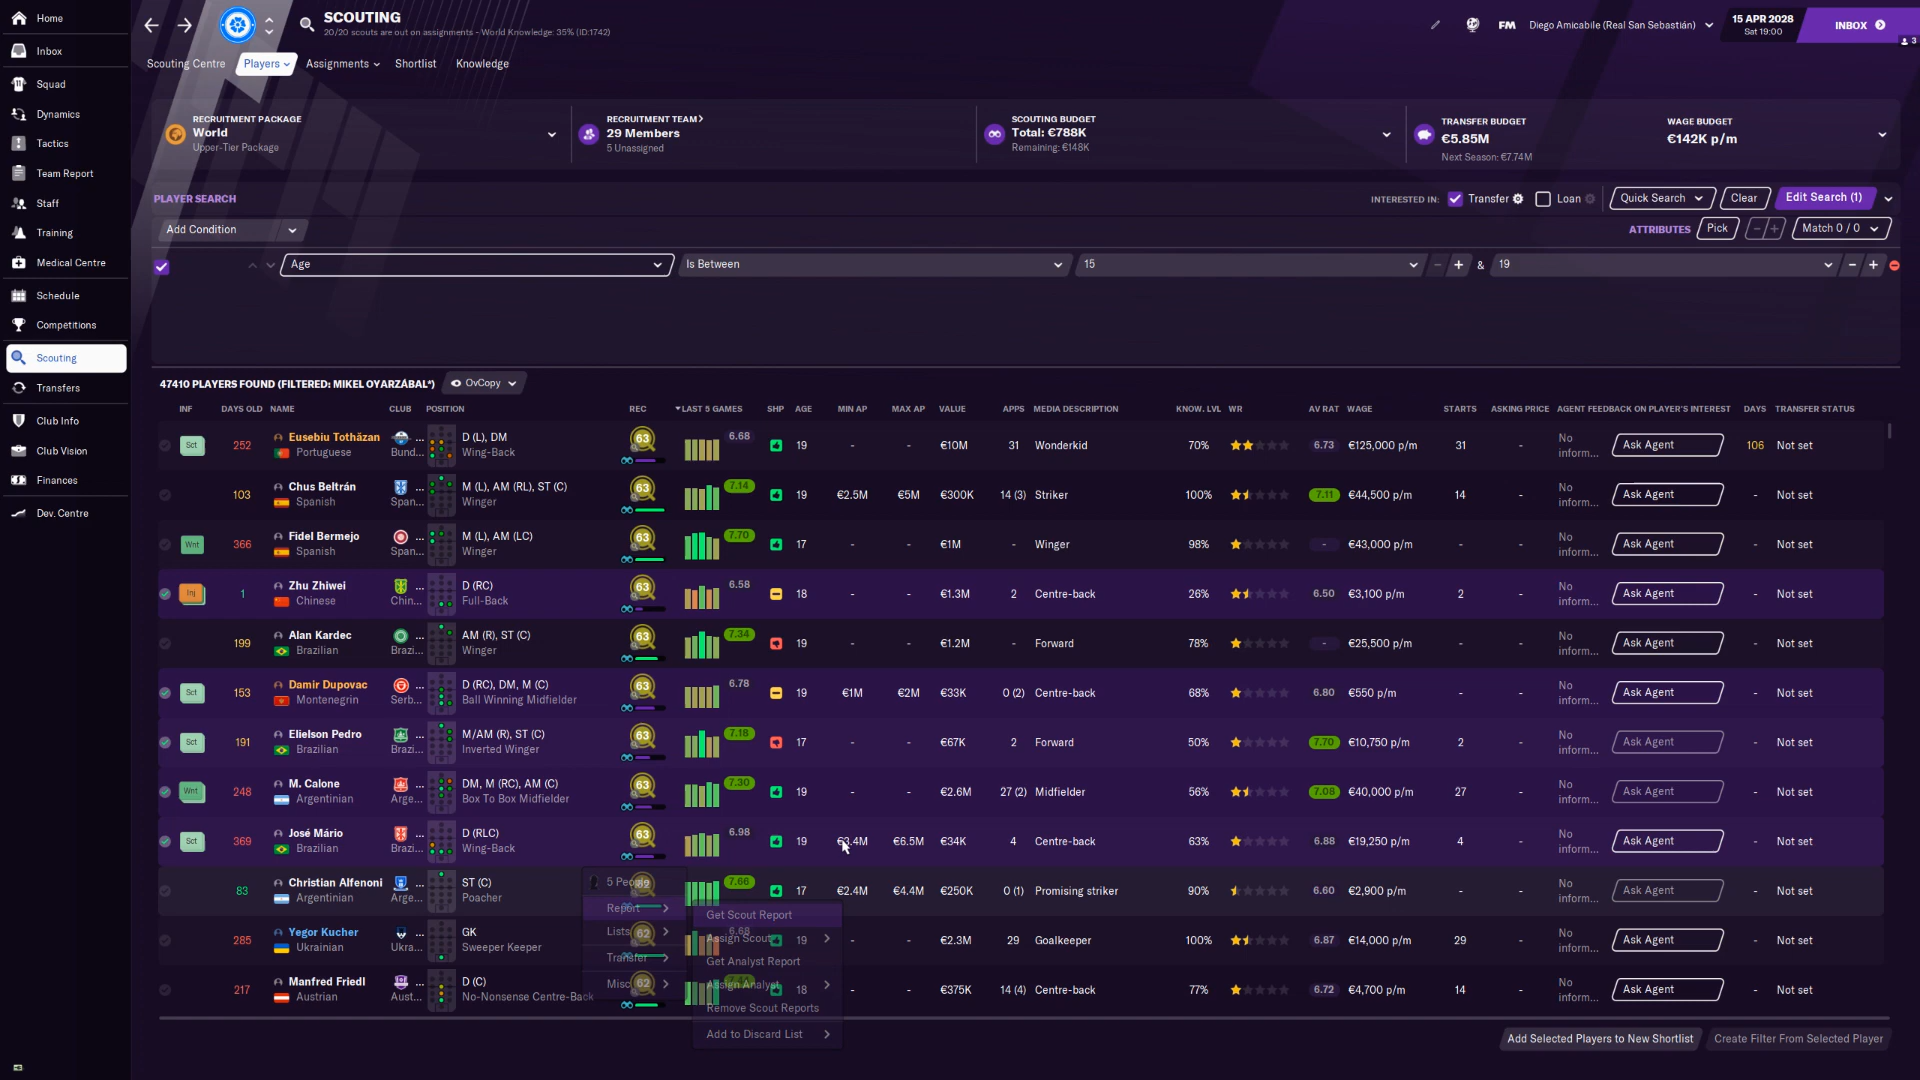 Home
Inbox
Squad
Dynamics
Tactics
Team Report
Staff
Training
Medical Centre
Schedule
Competitions
Scouting
Transfers
Club Info
Club Vision
Finances
Dev. Centre
SCOUTING
20/20 scouts are out on assignments - World Knowledge: 35% (ID:1742)
FM Diego Amicabile (Real San Sebastián)
15 APR 2028
Sat 19:00
INBOX
3
Scouting Centre Players Assignments Shortlist Knowledge
RECRUITMENT PACKAGE
World
Upper-Tier Package
RECRUITMENT TEAM
29 Members
5 Unassigned
SCOUTING BUDGET
Total: €788K
Remaining: €148K
TRANSFER BUDGET
€5.85M
Next Season: €7.74M
WAGE BUDGET
€142K p/m
PLAYER SEARCH
INTERESTED IN: Transfer Loan Quick Search Clear Edit Search (1)
Add Condition
ATTRIBUTES Pick - / + Match 0 / 0
Age Is Between 15 - + & 19 - +
47410 PLAYERS FOUND (FILTERED: MIKEL OYARZÁBAL*) OvCopy
INF DAYS OLD NAME CLUB POSITION REC LAST 5 GAMES SHP AGE MIN AP MAX AP VALUE APPS MEDIA DESCRIPTION KNOW. LVL WR AV RAT WAGE STARTS ASKING PRICE AGENT FEEDBACK ON PLAYER'S INTEREST DAYS TRANSFER STATUS
Sct 252 Eusebiu Tothăzan Portuguese Bund... D (L), DM Wing-Back 63 6.68 19 - - €10M 31 Wonderkid 70% 6.73 €125,000 p/m 31 - No inform... Ask Agent 106 Not set
103 Chus Beltrán Spanish Span... M (L), AM (RL), ST (C) Winger 63 7.14 19 €2.5M €5M €300K 14 (3) Striker 100% 7.11 €44,500 p/m 14 - No inform... Ask Agent - Not set
Wnt 366 Fidel Bermejo Spanish Span... M (L), AM (LC) Winger 63 7.70 17 - - €1M - Winger 98% - €43,000 p/m - - No inform... Ask Agent - Not set
Inj 1 Zhu Zhiwei Chinese Chin... D (RC) Full-Back 63 6.58 18 - - €1.3M 2 Centre-back 26% 6.50 €3,100 p/m 2 - No inform... Ask Agent - Not set
199 Alan Kardec Brazilian Brazi... AM (R), ST (C) Winger 63 7.34 19 - - €1.2M - Forward 78% - €25,500 p/m - - No inform... Ask Agent - Not set
Sct 153 Damir Dupovac Montenegrin Serb... D (RC), DM, M (C) Ball Winning Midfielder 63 6.78 19 €1M €2M €33K 0 (2) Centre-back 68% 6.80 €550 p/m - - No inform... Ask Agent - Not set
Sct 191 Elielson Pedro Brazilian Brazi... M/AM (R), ST (C) Inverted Winger 63 7.18 17 - - €67K 2 Forward 50% 7.70 €10,750 p/m 2 - No inform... Ask Agent - Not set
Wnt 248 M. Calone Argentinian Arge... DM, M (RC), AM (C) Box To Box Midfielder 63 7.30 19 - - €2.6M 27 (2) Midfielder 56% 7.08 €40,000 p/m 27 - No inform... Ask Agent - Not set
Sct 369 José Mário Brazilian Brazi... D (RLC) Wing-Back 63 6.98 19 €3.4M €6.5M €34K 4 Centre-back 63% 6.88 €19,250 p/m 4 - No inform... Ask Agent - Not set
83 Christian Alfenoni Argentinian Arge... ST (C) Poacher 62 7.66 17 €2.4M €4.4M €250K 0 (1) Promising striker 90% 6.60 €2,900 p/m - - No inform... Ask Agent - Not set
285 Yegor Kucher Ukrainian Ukra... GK Sweeper Keeper 62 6.68 19 - - €2.3M 29 Goalkeeper 100% 6.87 €14,000 p/m 29 - No inform... Ask Agent - Not set
217 Manfred Friedl Austrian Aust... D (C) No-Nonsense Centre-Back 62 18 - - €375K 14 (4) Centre-back 77% 6.72 €4,700 p/m 14 - No inform... Ask Agent - Not set
Report
Lists
Transfer
Misc
Get Scout Report
Assign Scout
Get Analyst Report
Assign Analyst
Remove Scout Reports
Add to Discard List
Add Selected Players to New Shortlist Create Filter From Selected Player